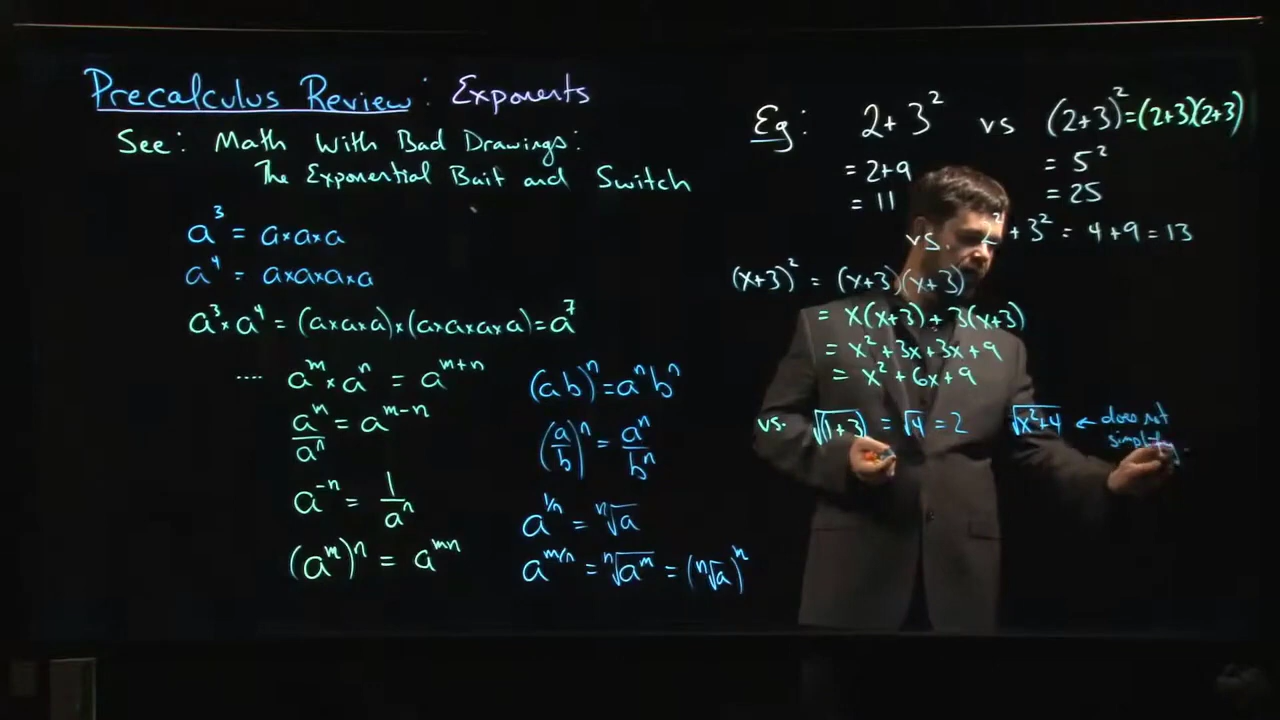 Precalculus Review: Exponents
See: Math With Bad Drawings:
The Exponential Bait and Switch
a³ = a×a×a
a⁴ = a×a×a×a
a³×a⁴ = (a×a×a)×(a×a×a×a) = a⁷
.... aᵐ×aⁿ = aᵐ⁺ⁿ
aᵐ/aⁿ = aᵐ⁻ⁿ
a⁻ⁿ = 1/aⁿ
(aᵐ)ⁿ = aᵐⁿ
(ab)ⁿ = aⁿbⁿ
(a/b)ⁿ = aⁿ/bⁿ
a^(1/n) = ⁿ√a
a^(m/n) = ⁿ√(aᵐ) = (ⁿ√a)ᵐ
Eg: 2+3² vs (2+3)² = (2+3)(2+3)
= 2+9 = 5²
= 11 = 25
vs. 2²+3² = 4+9 = 13
(x+3)² = (x+3)(x+3)
= x(x+3) + 3(x+3)
= x²+3x+3x+9
= x²+6x+9
vs. √(1+3) = √4 = 2 √(x²+4) ← does not
simplify.